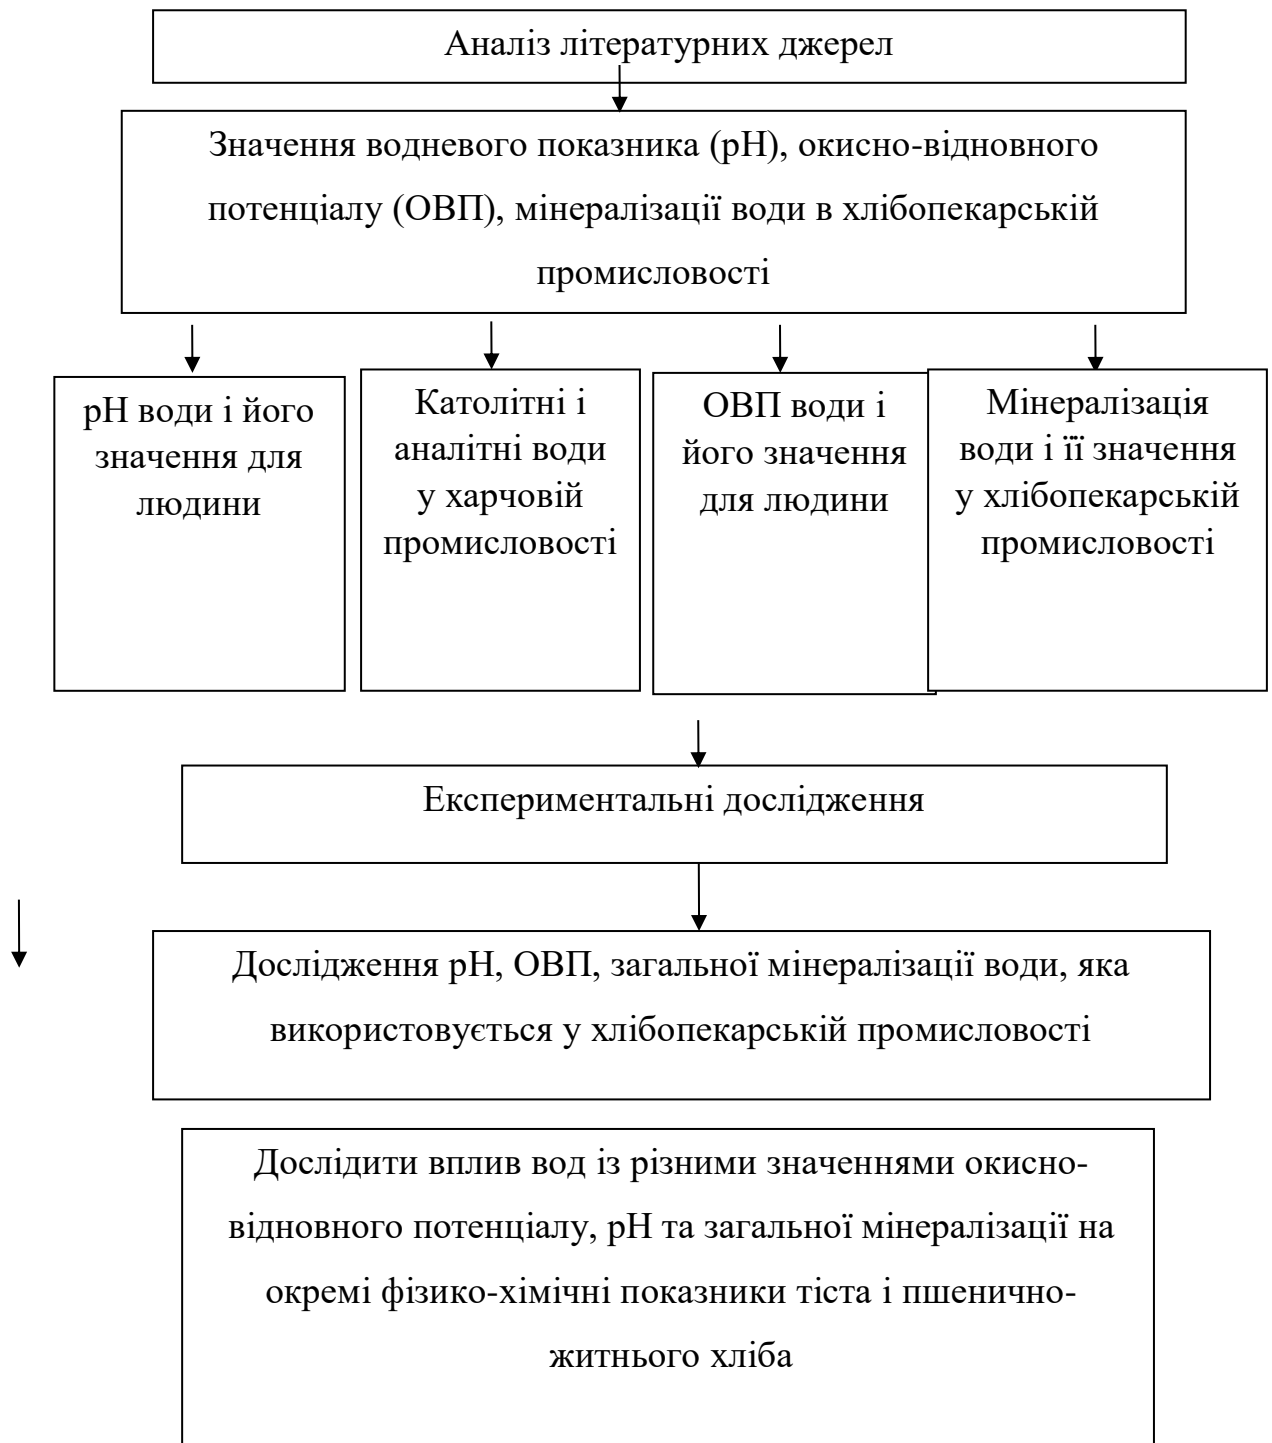 Аналіз літературних джерел
Значення водневого показника (рН), окисно-відновного
потенціалу (ОВП), мінералізації води в хлібопекарській
промисловості
рН води і його
значення для
людини
Католітні і
аналітні води
у харчовій
промисловості
ОВП води і
його значення
для людини
Мінералізація
води і її значення
у хлібопекарській
промисловості
Експериментальні дослідження
Дослідження рН, ОВП, загальної мінералізації води, яка
використовується у хлібопекарській промисловості
Дослідити вплив вод із різними значеннями окисно-
відновного потенціалу, рН та загальної мінералізації на
окремі фізико-хімічні показники тіста і пшенично-
житнього хліба